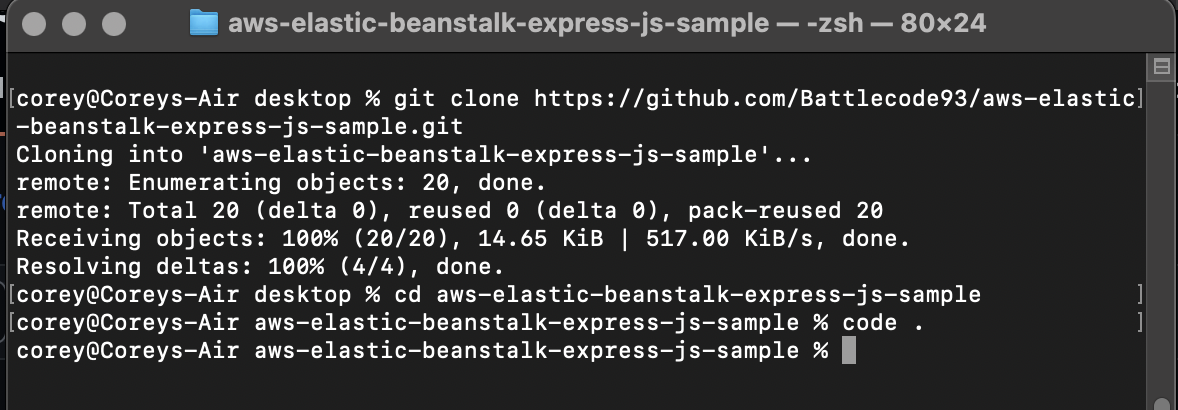 aws-elastic-beanstalk-express-js-sample — -zsh — 80×24
[corey@Coreys-Air desktop % git clone https://github.com/Battlecode93/aws-elastic]
-beanstalk-express-js-sample.git
Cloning into 'aws-elastic-beanstalk-express-js-sample'...
remote: Enumerating objects: 20, done.
remote: Total 20 (delta 0), reused 0 (delta 0), pack-reused 20
Receiving objects: 100% (20/20), 14.65 KiB | 517.00 KiB/s, done.
Resolving deltas: 100% (4/4), done.
[corey@Coreys-Air desktop % cd aws-elastic-beanstalk-express-js-sample ]
[corey@Coreys-Air aws-elastic-beanstalk-express-js-sample % code . ]
corey@Coreys-Air aws-elastic-beanstalk-express-js-sample %